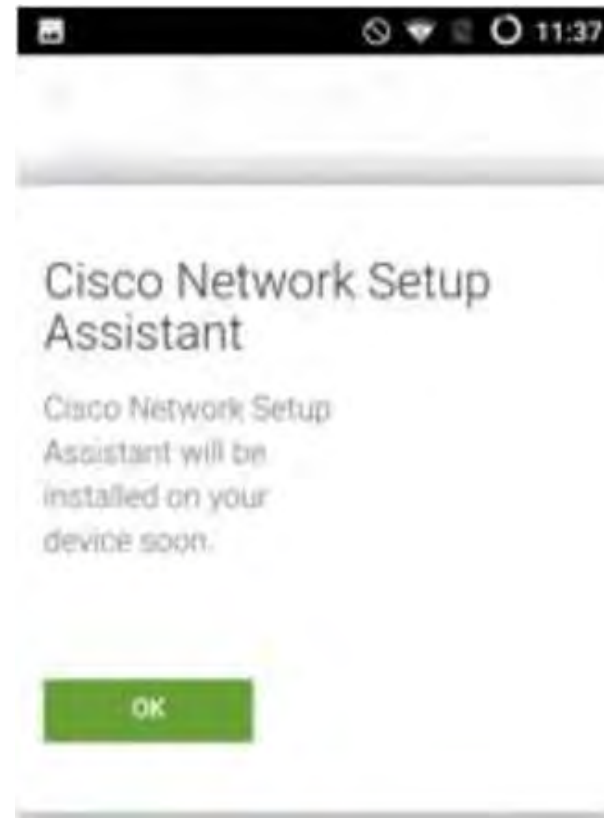 11:37
Cisco Network Setup
Assistant
Cisco Network Setup
Assistant will be
installed on your
device soon.
OK